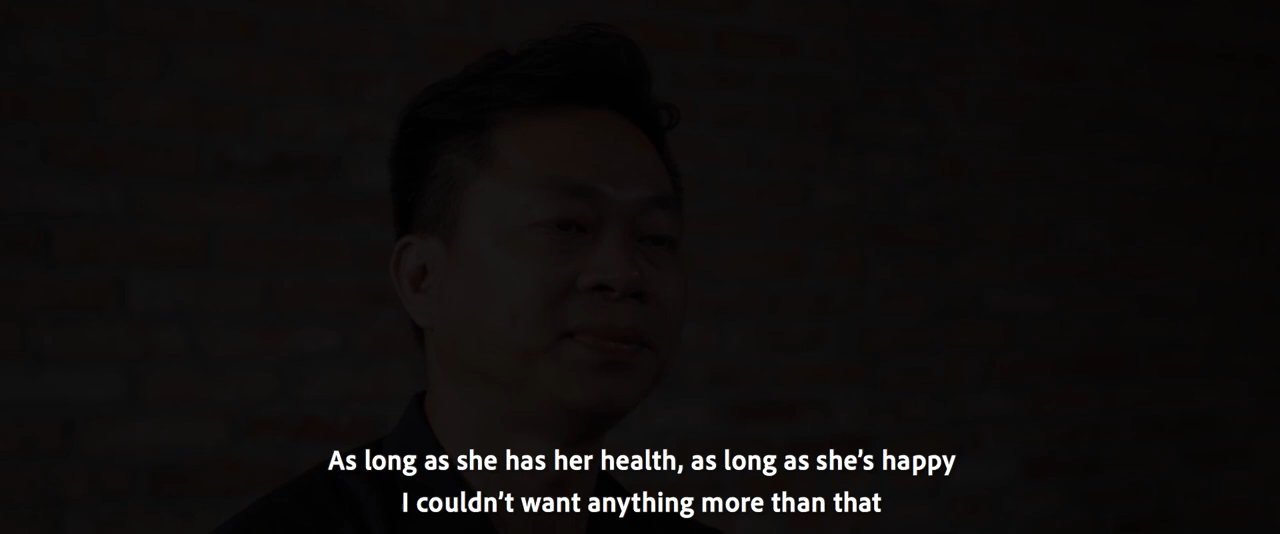 As long as she has her health, as long as she’s happy
I couldn’t want anything more than that